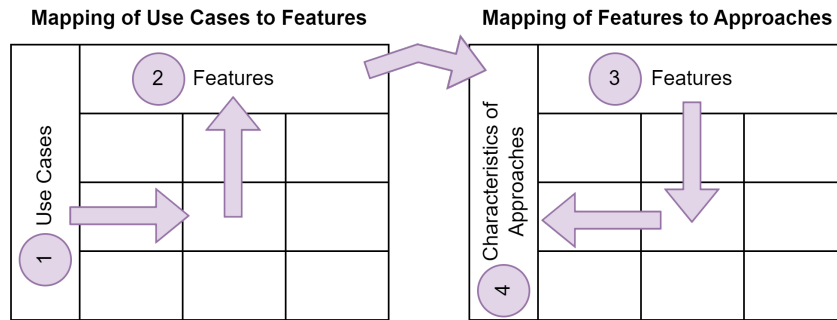 Mapping of Use Cases to Features
Mapping of Features to Approaches
2 Features
3 Features
Use Cases
1
Characteristics of
Approaches
4